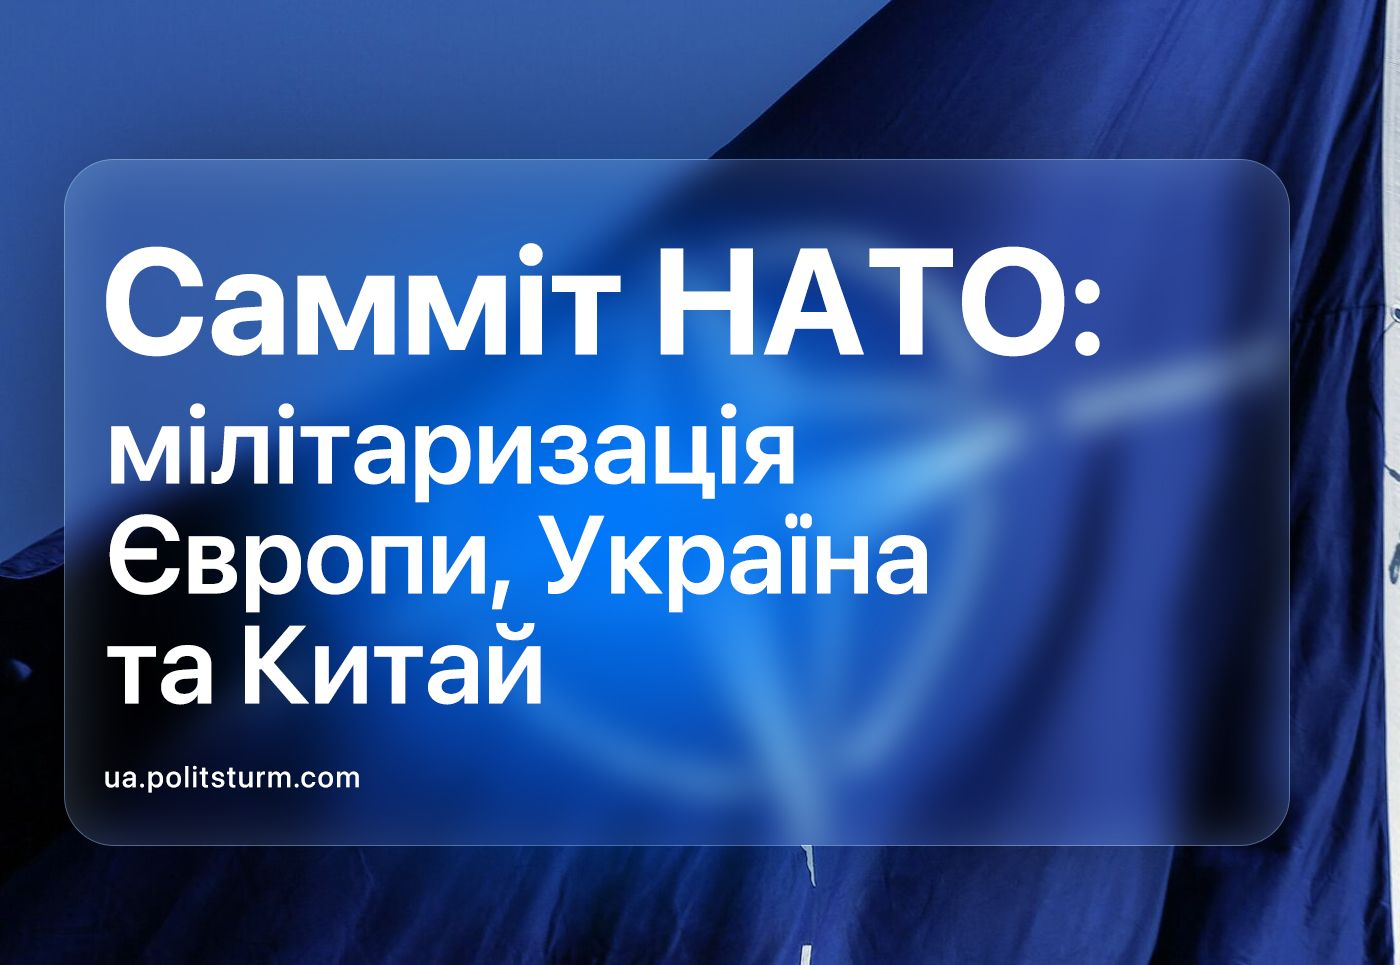 Самміт НАТО:
мілітаризація
Європи, Україна
та Китай
ua.politsturm.com